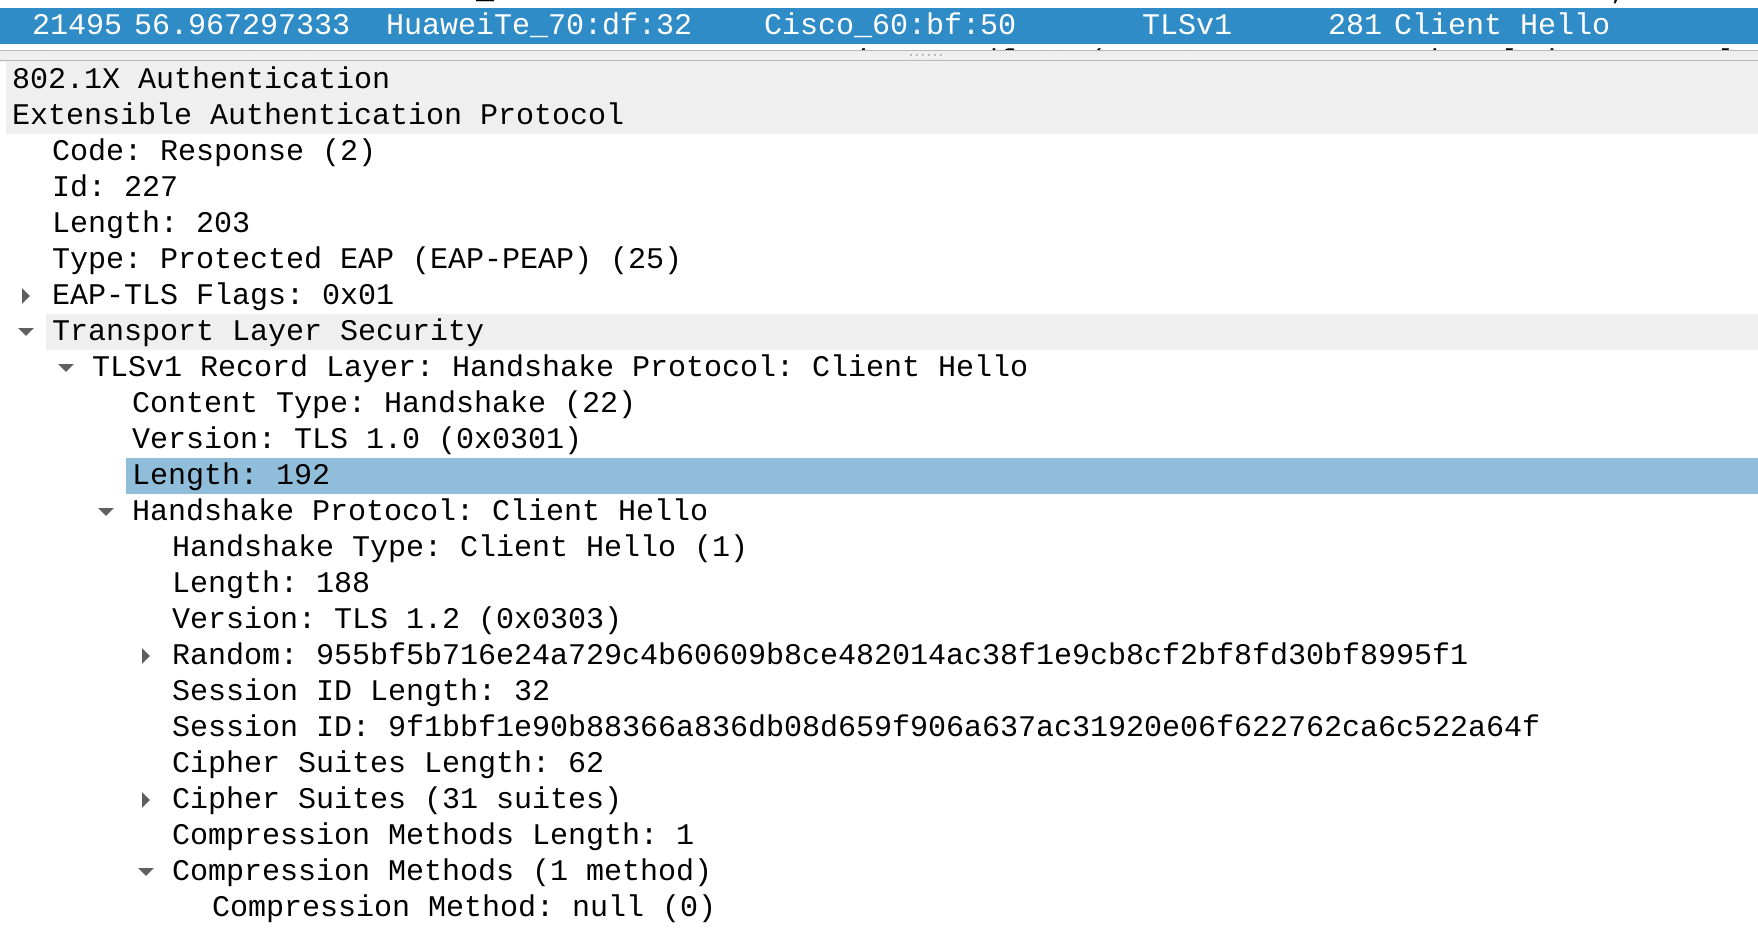 21495 56.967297333 HuaweiTe_70:df:32 Cisco_60:bf:50 TLSv1 281 Client Hello
802.1X Authentication
Extensible Authentication Protocol
Code: Response (2)
Id: 227
Length: 203
Type: Protected EAP (EAP-PEAP) (25)
EAP-TLS Flags: 0x01
Transport Layer Security
TLSv1 Record Layer: Handshake Protocol: Client Hello
Content Type: Handshake (22)
Version: TLS 1.0 (0x0301)
Length: 192
Handshake Protocol: Client Hello
Handshake Type: Client Hello (1)
Length: 188
Version: TLS 1.2 (0x0303)
Random: 955bf5b716e24a729c4b60609b8ce482014ac38f1e9cb8cf2bf8fd30bf8995f1
Session ID Length: 32
Session ID: 9f1bbf1e90b88366a836db08d659f906a637ac31920e06f622762ca6c522a64f
Cipher Suites Length: 62
Cipher Suites (31 suites)
Compression Methods Length: 1
Compression Methods (1 method)
Compression Method: null (0)